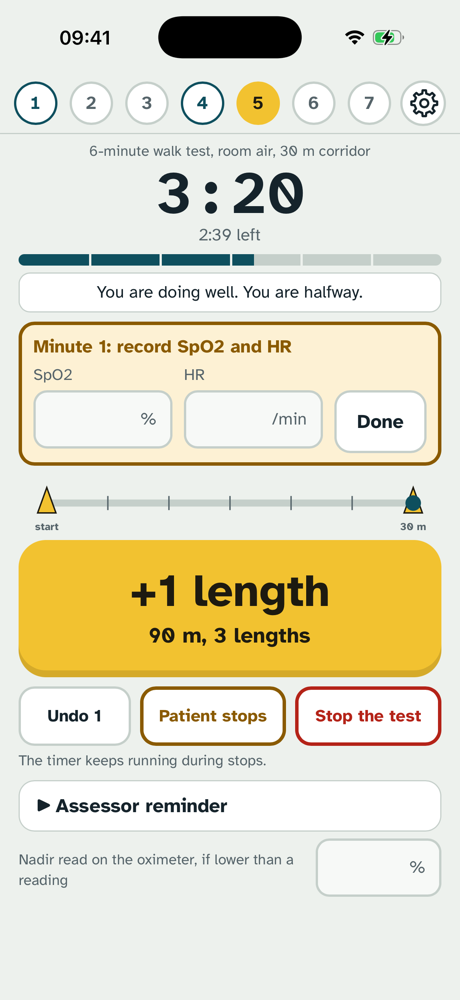 09:41
1 2 3 4 5 6 7
6-minute walk test, room air, 30 m corridor
3:20
2:39 left
You are doing well. You are halfway.
Minute 1: record SpO2 and HR
SpO2 HR
% /min Done
start 30 m
+1 length
90 m, 3 lengths
Undo 1 Patient stops Stop the test
The timer keeps running during stops.
Assessor reminder
Nadir read on the oximeter, if lower than a
reading
%